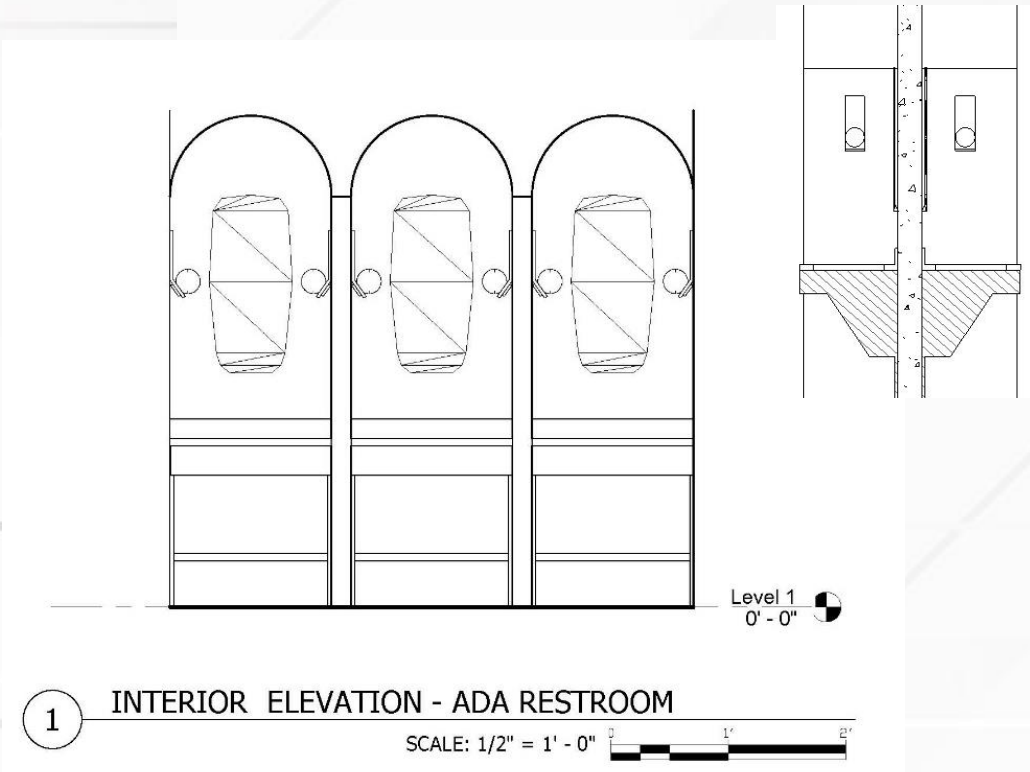 Level 1
0' - 0"
1
INTERIOR ELEVATION - ADA RESTROOM
SCALE: 1/2" = 1' - 0"
0 1' 2'